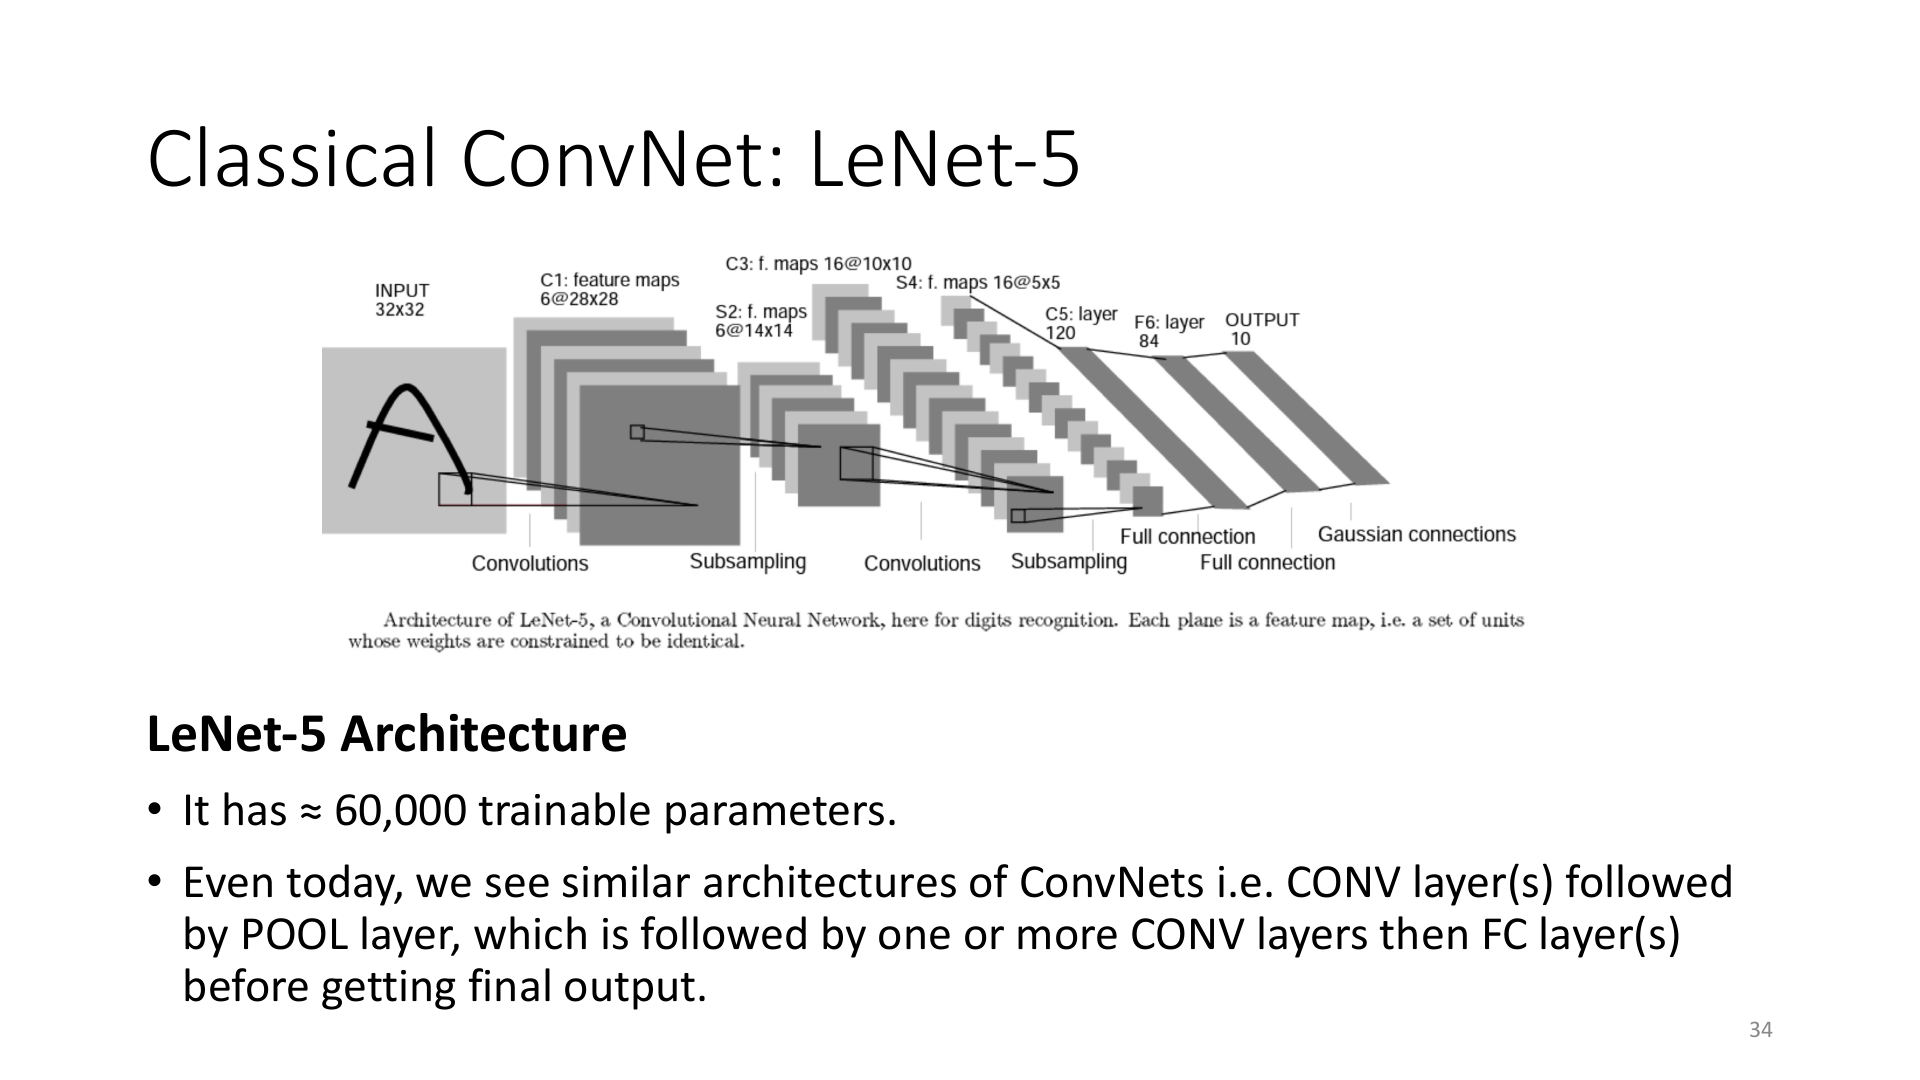 Classical ConvNet: LeNet-5
INPUT
32x32
C1: feature maps
6@28x28
S2: f. maps
6@14x14
C3: f. maps 16@10x10
S4: f. maps 16@5x5
C5: layer
120
F6: layer
84
OUTPUT
10
Convolutions
Subsampling
Convolutions
Subsampling
Full connection
Full connection
Gaussian connections
Architecture of LeNet-5, a Convolutional Neural Network, here for digits recognition. Each plane is a feature map, i.e. a set of units
whose weights are constrained to be identical.
LeNet-5 Architecture
• It has ≈ 60,000 trainable parameters.
• Even today, we see similar architectures of ConvNets i.e. CONV layer(s) followed
by POOL layer, which is followed by one or more CONV layers then FC layer(s)
before getting final output.
34